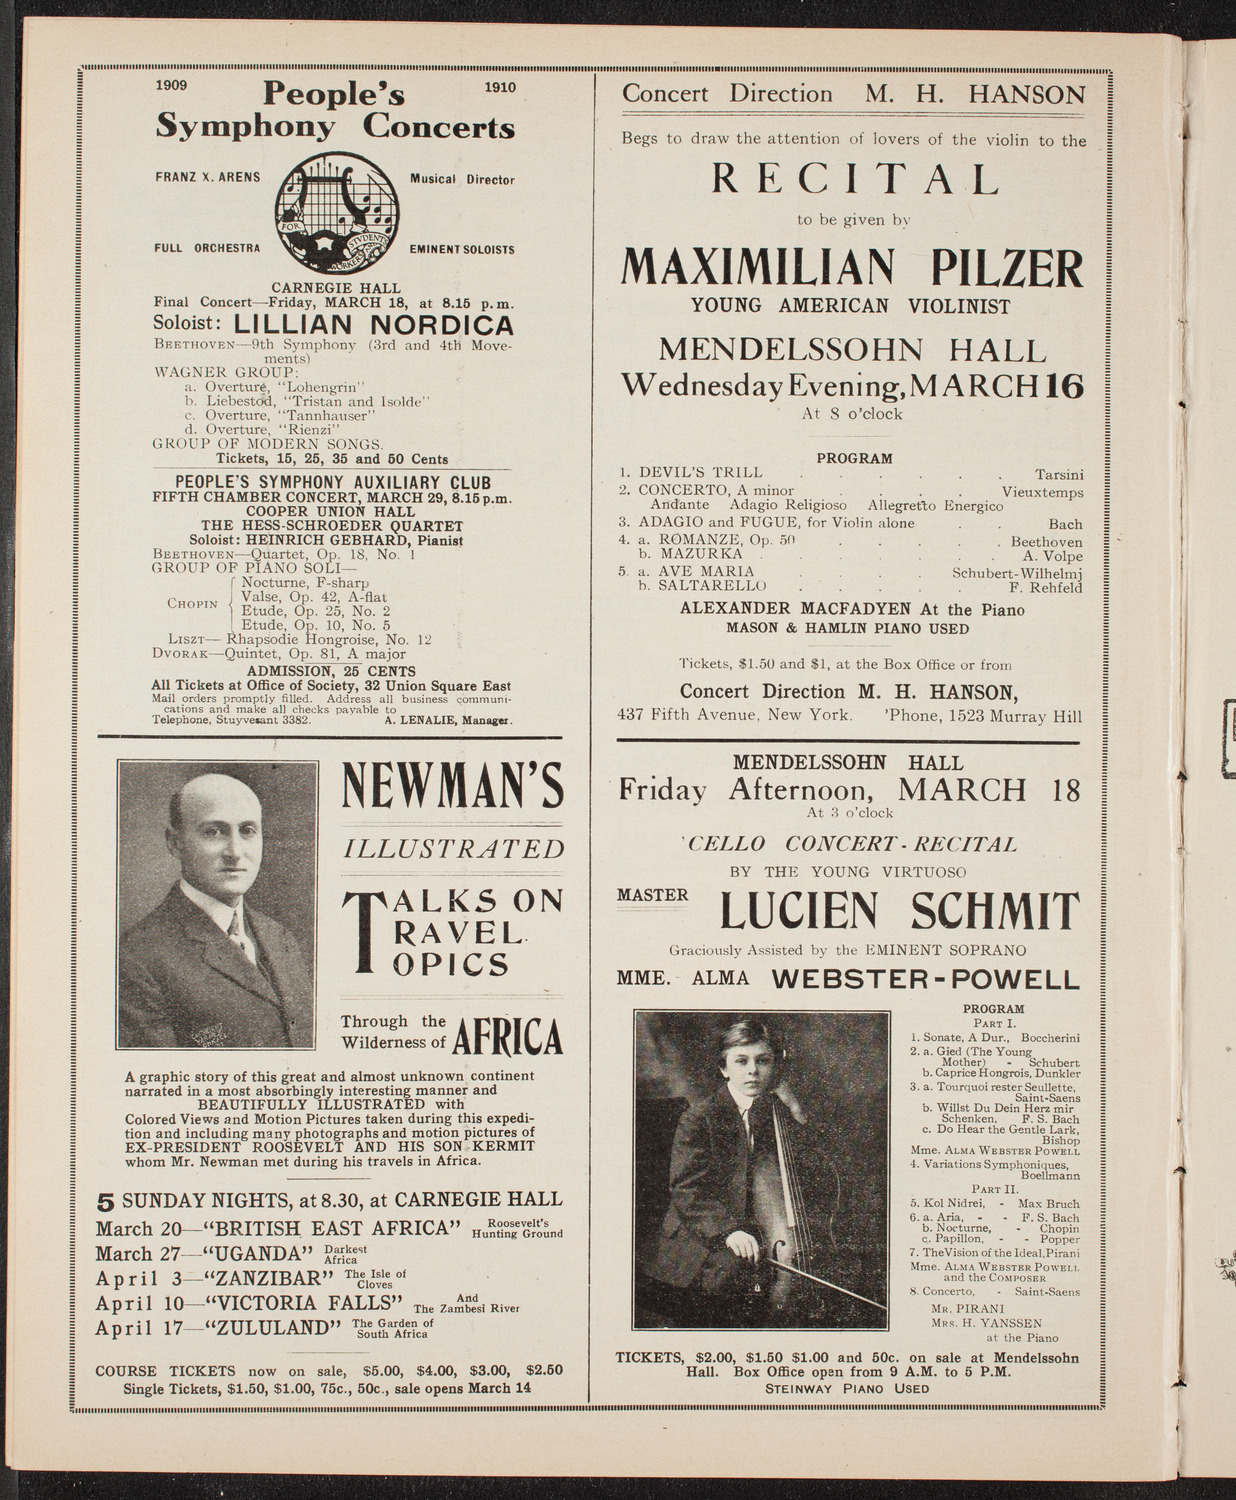 1909 People's 1910
Symphony Concerts
FRANZ X. ARENS Musical Director
FOR
STUDENTS
WORKERS
FULL ORCHESTRA EMINENT SOLOISTS
CARNEGIE HALL
Final Concert—Friday, MARCH 18, at 8.15 p.m.
Soloist: LILLIAN NORDICA
BEETHOVEN—9th Symphony (3rd and 4th Move-
ments)
WAGNER GROUP:
a. Overture, "Lohengrin"
b. Liebestod, "Tristan and Isolde"
c. Overture, "Tannhauser"
d. Overture, "Rienzi"
GROUP OF MODERN SONGS.
Tickets, 15, 25, 35 and 50 Cents
PEOPLE'S SYMPHONY AUXILIARY CLUB
FIFTH CHAMBER CONCERT, MARCH 29, 8.15 p.m.
COOPER UNION HALL
THE HESS-SCHROEDER QUARTET
Soloist: HEINRICH GEBHARD, Pianist
BEETHOVEN—Quartet, Op. 18, No. 1
GROUP OF PIANO SOLI—
CHOPIN { Nocturne, F-sharp
Valse, Op. 42, A-flat
Etude, Op. 25, No. 2
Etude, Op. 10, No. 5
LISZT— Rhapsodie Hongroise, No. 12
DVORAK—Quintet, Op. 81, A major
ADMISSION, 25 CENTS
All Tickets at Office of Society, 32 Union Square East
Mail orders promptly filled. Address all business communi-
cations and make all checks payable to
Telephone, Stuyvesant 3382. A. LENALIE, Manager.
NEWMAN'S
ILLUSTRATED
TALKS ON
TRAVEL
TOPICS
Through the
Wilderness of AFRICA
A graphic story of this great and almost unknown continent
narrated in a most absorbingly interesting manner and
BEAUTIFULLY ILLUSTRATED with
Colored Views and Motion Pictures taken during this expedi-
tion and including many photographs and motion pictures of
EX-PRESIDENT ROOSEVELT AND HIS SON KERMIT
whom Mr. Newman met during his travels in Africa.
5 SUNDAY NIGHTS, at 8.30, at CARNEGIE HALL
March 20—"BRITISH EAST AFRICA" Roosevelt's Hunting Ground
March 27—"UGANDA" Darkest Africa
April 3—"ZANZIBAR" The Isle of Cloves
April 10—"VICTORIA FALLS" And The Zambesi River
April 17—"ZULULAND" The Garden of South Africa
COURSE TICKETS now on sale, $5.00, $4.00, $3.00, $2.50
Single Tickets, $1.50, $1.00, 75c., 50c., sale opens March 14
Concert Direction M. H. HANSON
Begs to draw the attention of lovers of the violin to the
RECITAL
to be given by
MAXIMILIAN PILZER
YOUNG AMERICAN VIOLINIST
MENDELSSOHN HALL
Wednesday Evening, MARCH 16
At 8 o'clock
PROGRAM
1. DEVIL'S TRILL . . . . . . Tarsini
2. CONCERTO, A minor . . . . Vieuxtemps
Andante Adagio Religioso Allegretto Energico
3. ADAGIO and FUGUE, for Violin alone . . Bach
4. a. ROMANZE, Op. 50 . . . . . Beethoven
b. MAZURKA . . . . . . . A. Volpe
5. a. AVE MARIA . . . . Schubert-Wilhelmj
b. SALTARELLO . . . . . . F. Rehfeld
ALEXANDER MACFADYEN At the Piano
MASON & HAMLIN PIANO USED
Tickets, $1.50 and $1, at the Box Office or from
Concert Direction M. H. HANSON,
437 Fifth Avenue, New York. 'Phone, 1523 Murray Hill
MENDELSSOHN HALL
Friday Afternoon, MARCH 18
At 3 o'clock
'CELLO CONCERT-RECITAL
BY THE YOUNG VIRTUOSO
MASTER LUCIEN SCHMIT
Graciously Assisted by the EMINENT SOPRANO
MME. ALMA WEBSTER-POWELL
PROGRAM
PART I.
1. Sonate, A Dur., Boccherini
2. a. Gied (The Young
Mother) - Schubert
b. Caprice Hongrois, Dunkler
3. a. Tourquoi rester Seullette,
Saint-Saens
b. Willst Du Dein Herz mir
Schenken, F. S. Bach
c. Do Hear the Gentle Lark,
Bishop
Mme. ALMA WEBSTER POWELL
4. Variations Symphoniques,
Boellmann
PART II.
5. Kol Nidrei, - Max Bruch
6. a. Aria, - - F. S. Bach
b. Nocturne, - Chopin
c. Papillon, - - Popper
7. The Vision of the Ideal, Pirani
Mme. ALMA WEBSTER POWELL
and the COMPOSER
8. Concerto, - Saint-Saens
MR. PIRANI
MRS. H. YANSSEN
at the Piano
TICKETS, $2.00, $1.50 $1.00 and 50c. on sale at Mendelssohn
Hall. Box Office open from 9 A.M. to 5 P.M.
STEINWAY PIANO USED